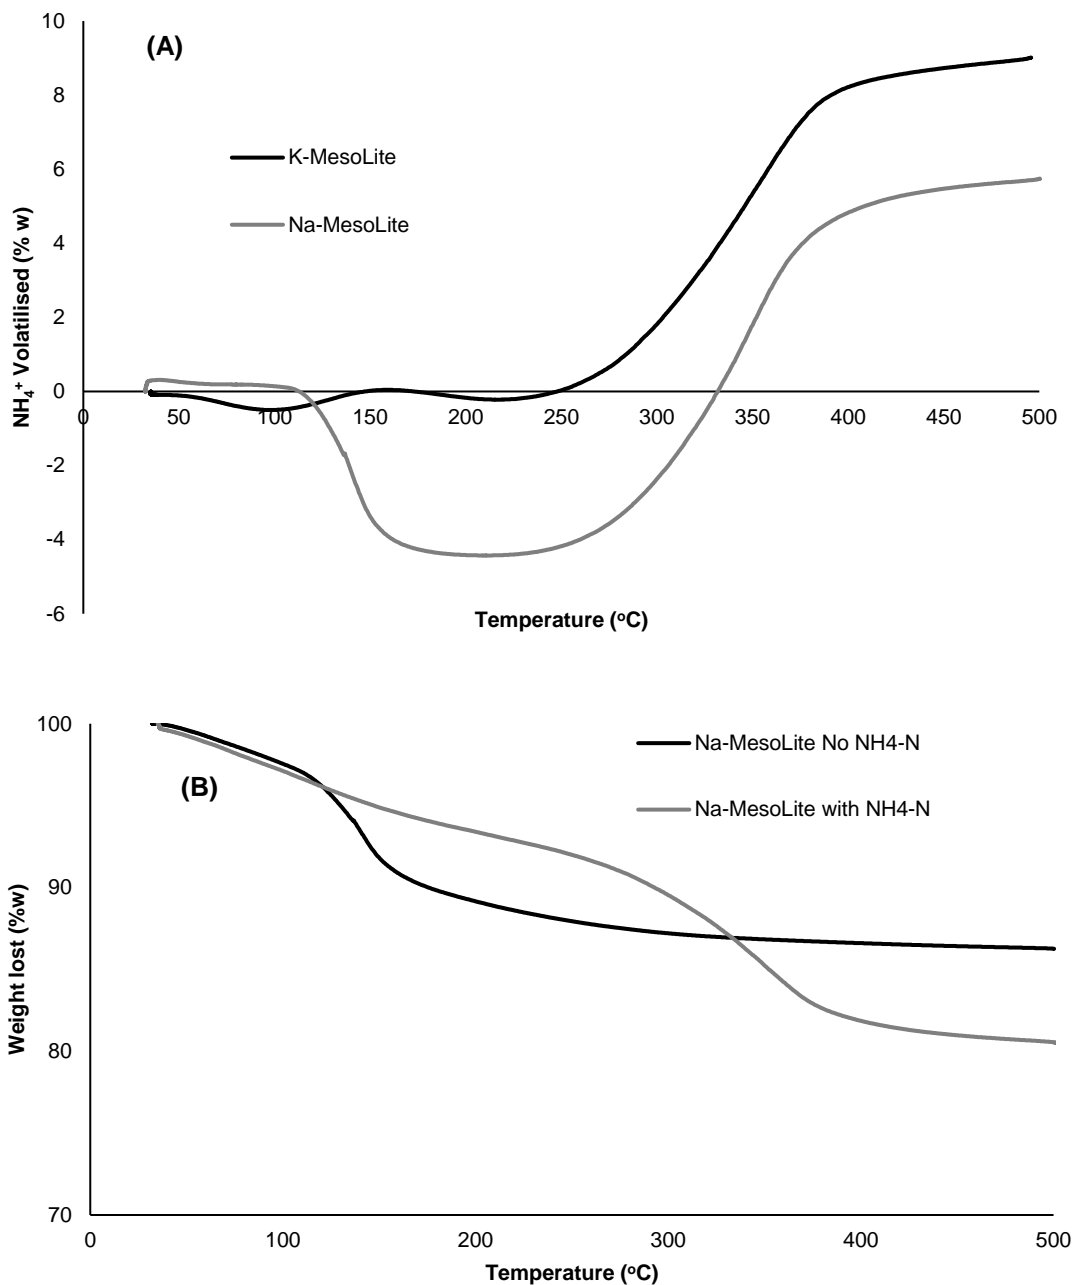 10
(A)
8
K-MesoLite
6
Na-MesoLite
4
2
0
0 50 100 150 200 250 300 350 400 450 500
-2
-4
-6
NH₄⁺ Volatilised (% w)
Temperature (ºC)
100
Na-MesoLite No NH4-N
(B)
Na-MesoLite with NH4-N
90
80
70
0 100 200 300 400 500
Weight lost (%w)
Temperature (ºC)